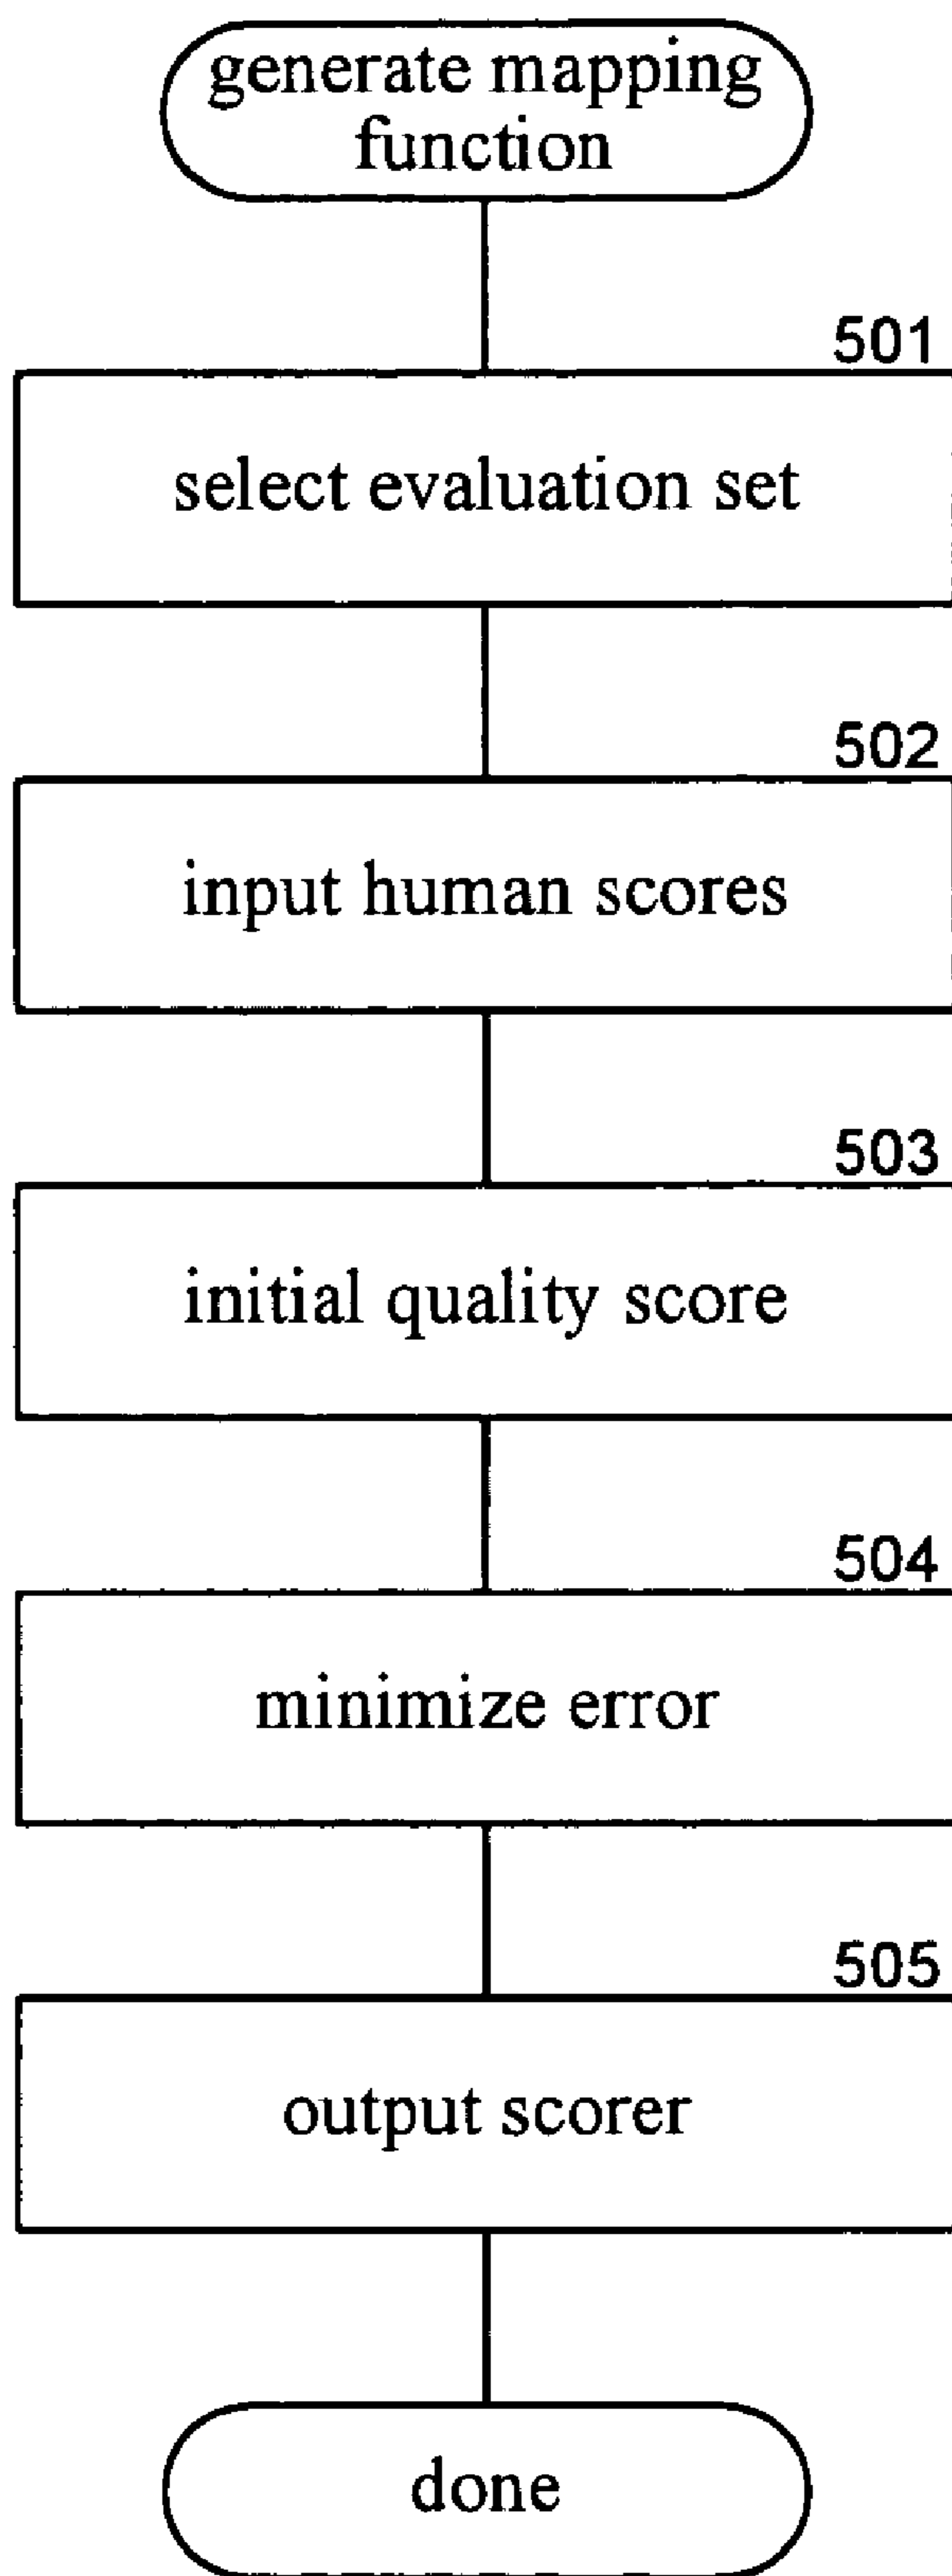 generate mapping
function
501
select evaluation set
502
input human scores
503
initial quality score
504
minimize error
505
output scorer
done